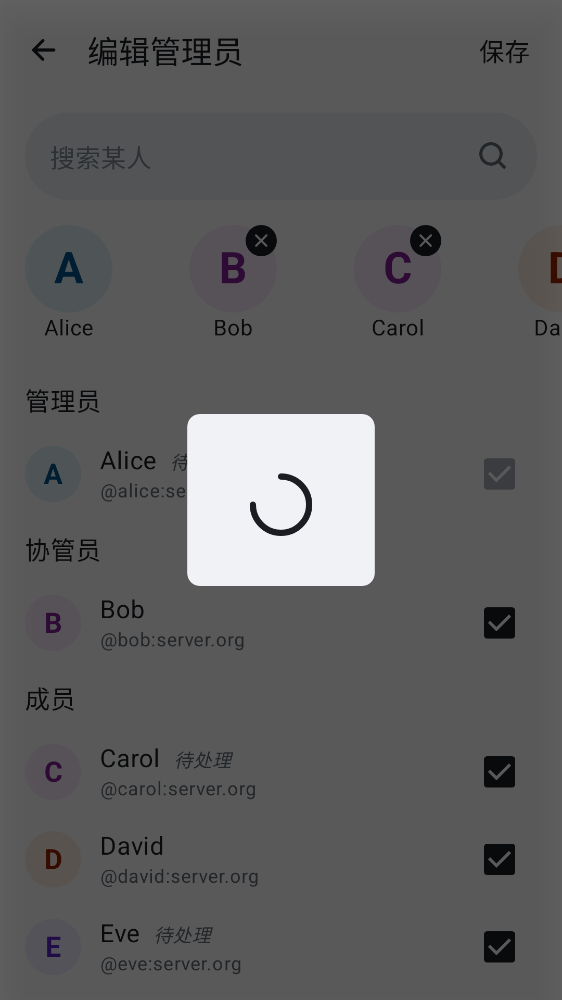 编辑管理员
保存
搜索某人
A
B
C
D
Alice
Bob
Carol
Da
管理员
A
Alice 待
@alice:se
协管员
B
Bob
@bob:server.org
成员
C
Carol 待处理
@carol:server.org
D
David
@david:server.org
E
Eve 待处理
@eve:server.org